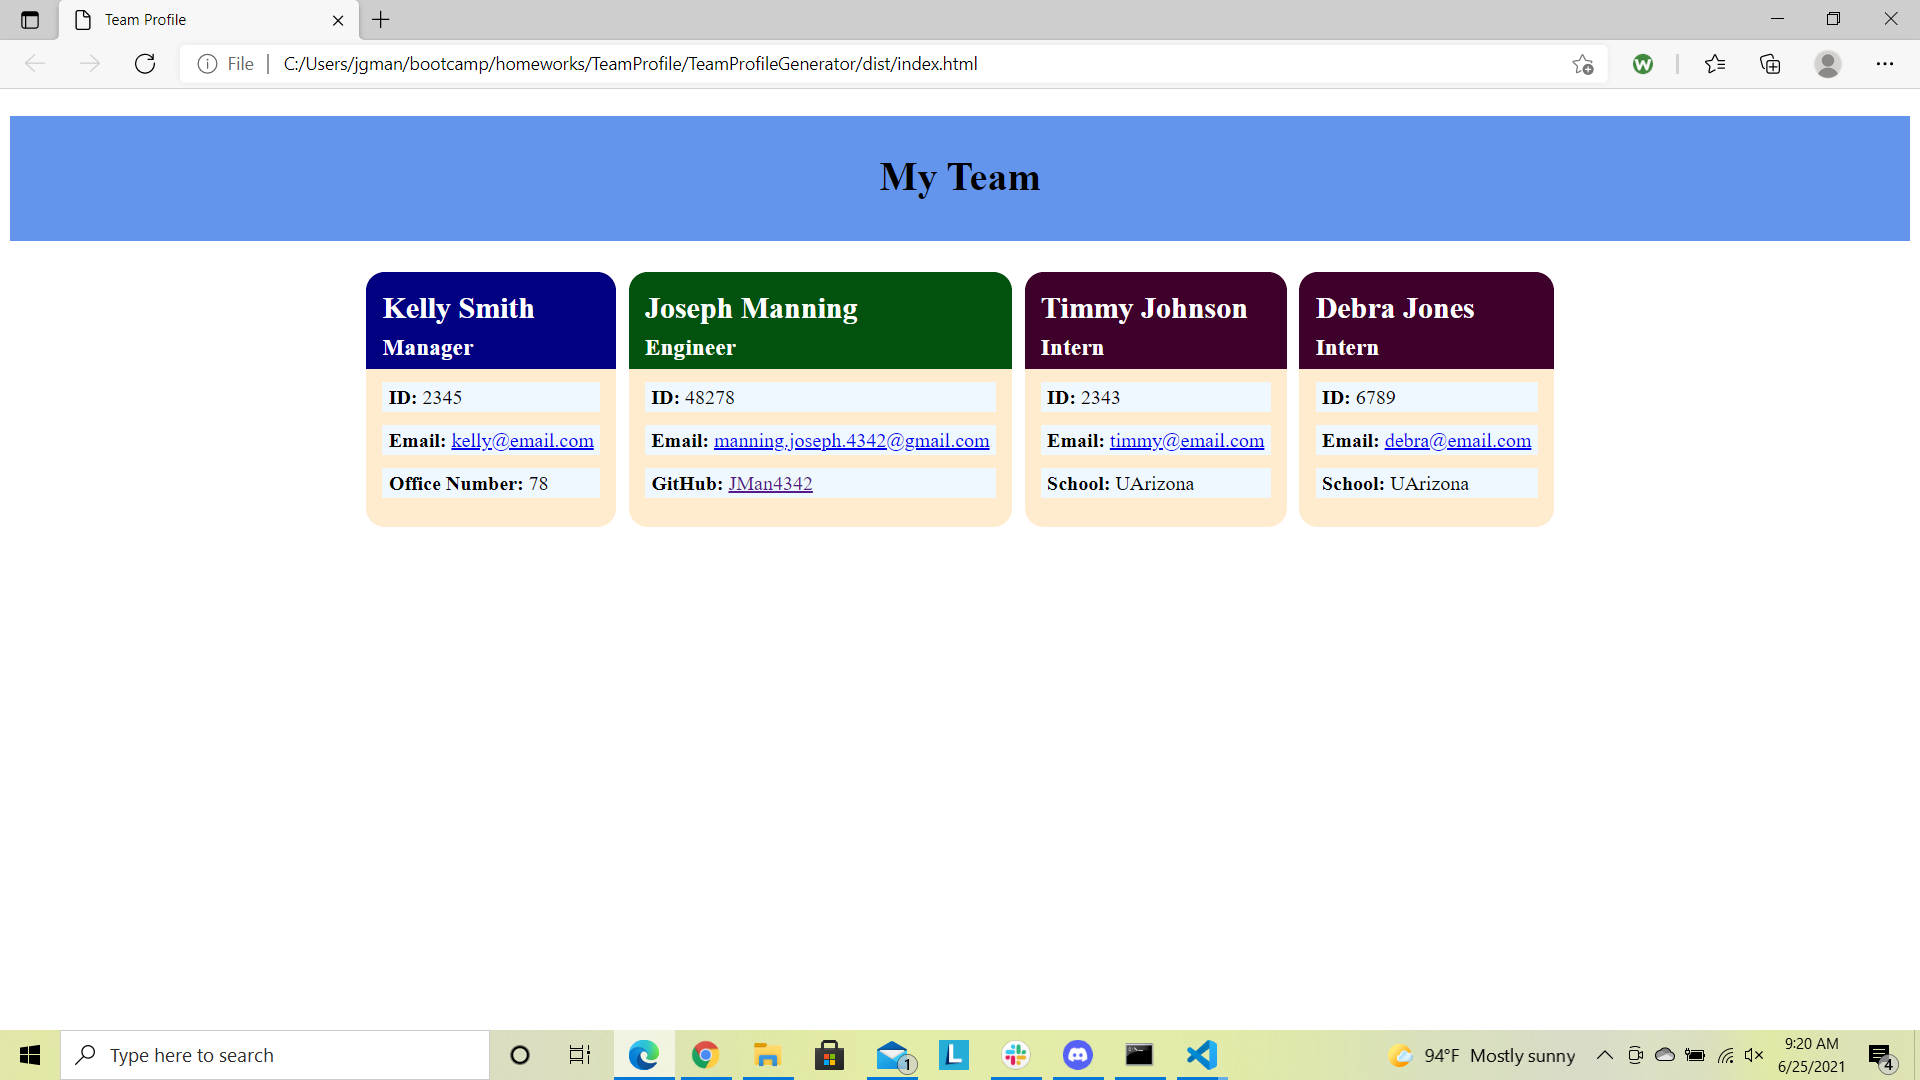 Team Profile
File
C:/Users/jgman/bootcamp/homeworks/TeamProfile/TeamProfileGenerator/dist/index.html
W
My Team
Kelly Smith
Manager
ID: 2345
Email: kelly@email.com
Office Number: 78
Joseph Manning
Engineer
ID: 48278
Email: manning.joseph.4342@gmail.com
GitHub: JMan4342
Timmy Johnson
Intern
ID: 2343
Email: timmy@email.com
School: UArizona
Debra Jones
Intern
ID: 6789
Email: debra@email.com
School: UArizona
Type here to search
1
L
94°F Mostly sunny
9:20 AM
6/25/2021
4